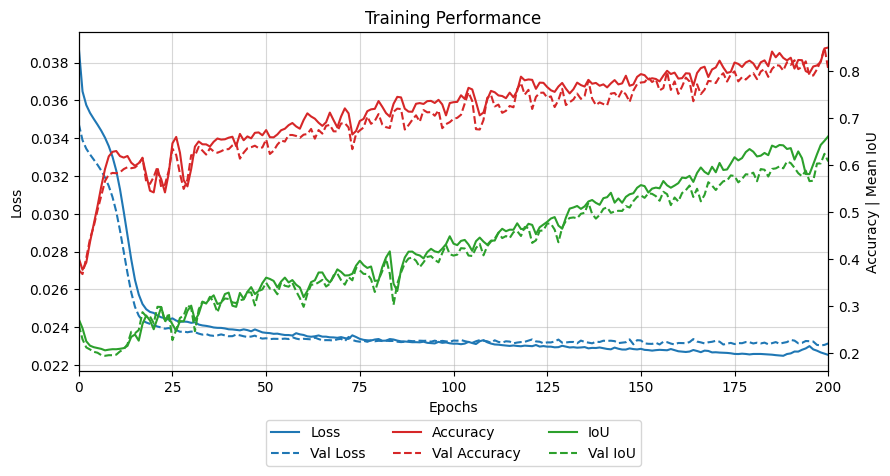 Training Performance
0.038
0.036
0.034
0.032
0.030
0.028
0.026
0.024
0.022
Loss
0.8
0.7
0.6
0.5
0.4
0.3
0.2
Accuracy | Mean IoU
0 25 50 75 100 125 150 175 200
Epochs
Loss Accuracy IoU
Val Loss Val Accuracy Val IoU